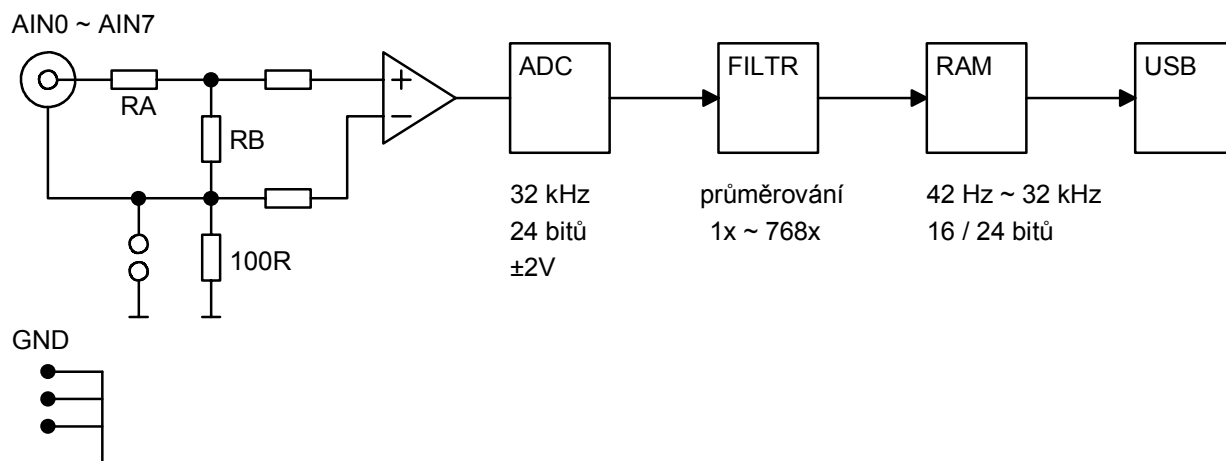 AIN0 ~ AIN7
ADC
FILTR
RAM
USB
RA
RB
+
−
32 kHz
24 bitů
±2V
průměrování
1x ~ 768x
42 Hz ~ 32 kHz
16 / 24 bitů
100R
GND